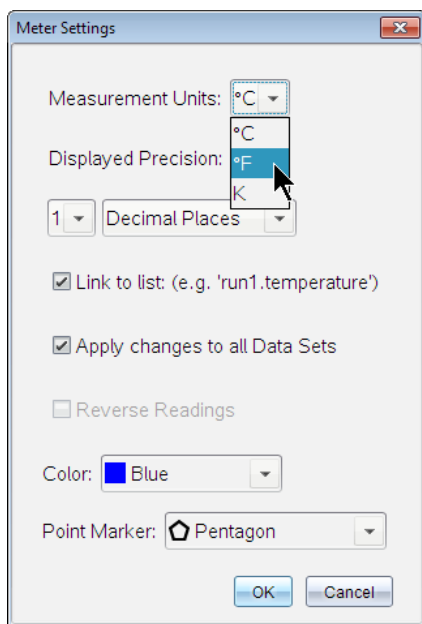 Meter Settings
Measurement Units: °C
°C
Displayed Precision: °F
K
1 Decimal Places
Link to list: (e.g. 'run1.temperature')
Apply changes to all Data Sets
Reverse Readings
Color: Blue
Point Marker: Pentagon
OK Cancel